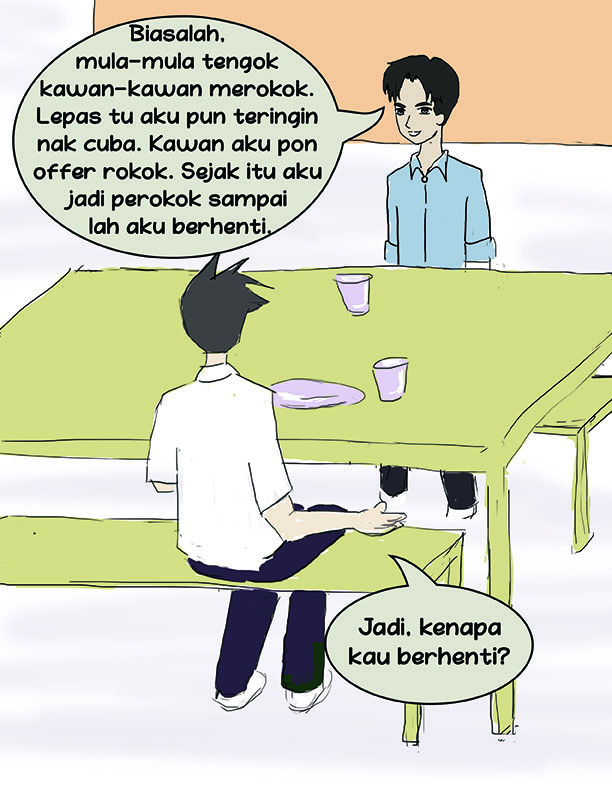 Biasalah,
mula-mula tengok
kawan-kawan merokok.
Lepas tu aku pun teringin
nak cuba. Kawan aku pon
offer rokok. Sejak itu aku
jadi perokok sampai
lah aku berhenti.
Jadi, kenapa
kau berhenti?